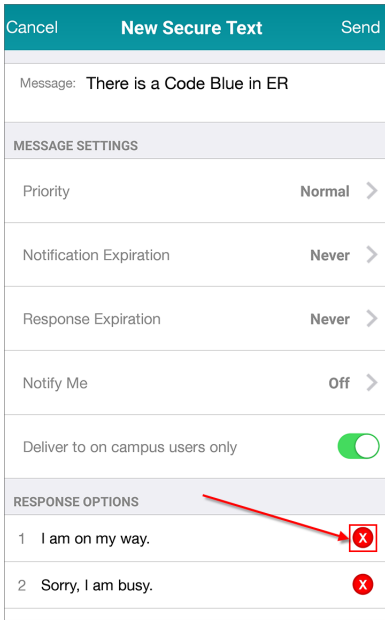 Cancel New Secure Text Send
Message: There is a Code Blue in ER
MESSAGE SETTINGS
Priority Normal
Notification Expiration Never
Response Expiration Never
Notify Me Off
Deliver to on campus users only
RESPONSE OPTIONS
1 I am on my way. X
2 Sorry, I am busy. X